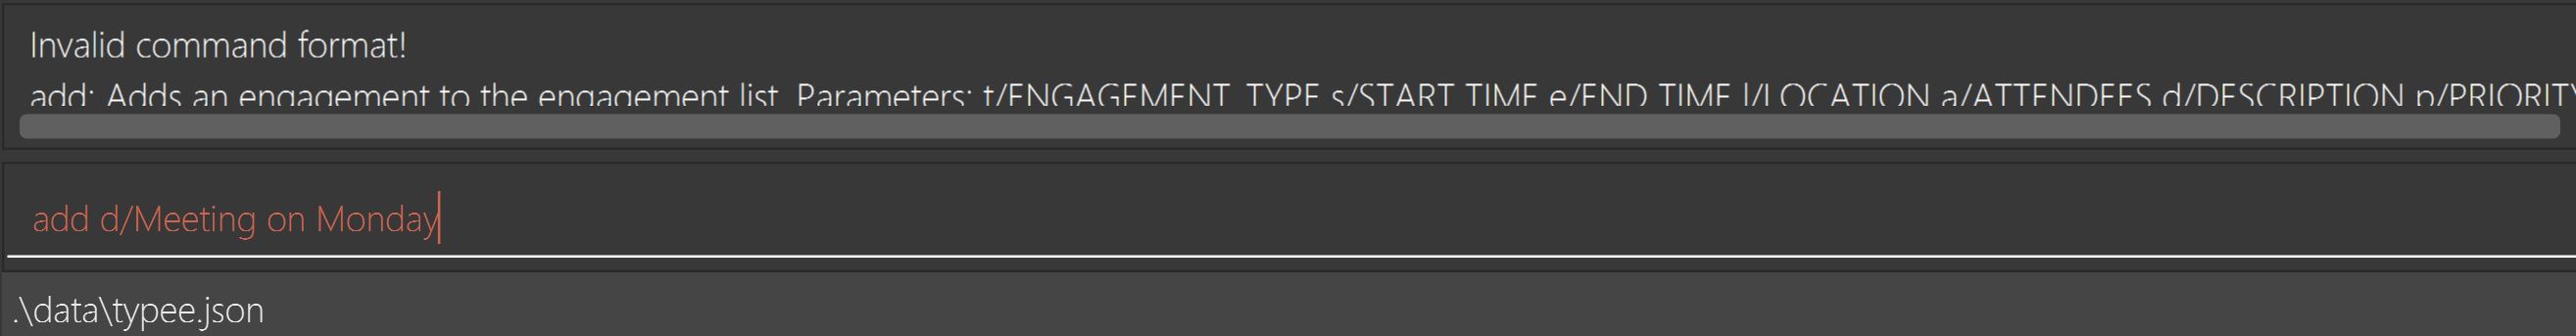 Invalid command format!
add: Adds an engagement to the engagement list. Parameters: t/ENGAGEMENT_TYPE s/START_TIME e/END_TIME l/LOCATION a/ATTENDEES d/DESCRIPTION p/PRIORITY
add d/Meeting on Monday
.\data\typee.json